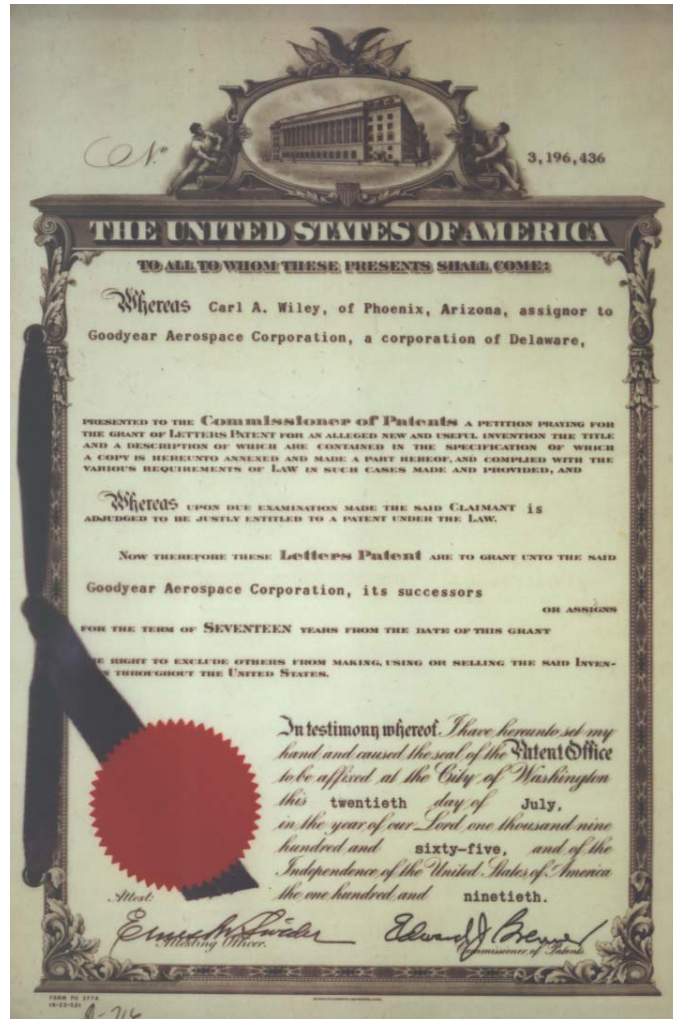 No. 3,196,436
THE UNITED STATES OF AMERICA
TO ALL TO WHOM THESE PRESENTS SHALL COME:
Whereas Carl A. Wiley, of Phoenix, Arizona, assignor to
Goodyear Aerospace Corporation, a corporation of Delaware,
PRESENTED TO THE Commissioner of Patents A PETITION PRAYING FOR
THE GRANT OF LETTERS PATENT FOR AN ALLEGED NEW AND USEFUL INVENTION THE TITLE
AND A DESCRIPTION OF WHICH ARE CONTAINED IN THE SPECIFICATION OF WHICH
A COPY IS HEREUNTO ANNEXED AND MADE A PART HEREOF, AND COMPLIED WITH THE
VARIOUS REQUIREMENTS OF LAW IN SUCH CASES MADE AND PROVIDED, AND
Whereas UPON DUE EXAMINATION MADE THE SAID CLAIMANT is
ADJUDGED TO BE JUSTLY ENTITLED TO A PATENT UNDER THE LAW.
NOW THEREFORE THESE Letters Patent ARE TO GRANT UNTO THE SAID
Goodyear Aerospace Corporation, its successors
OR ASSIGNS
FOR THE TERM OF SEVENTEEN YEARS FROM THE DATE OF THIS GRANT
RIGHT TO EXCLUDE OTHERS FROM MAKING, USING OR SELLING THE SAID INVEN-
THROUGHOUT THE UNITED STATES.
In testimony whereof I have hereunto set my
hand and caused the seal of the Patent Office
to be affixed at the City of Washington
this twentieth day of July,
in the year of our Lord one thousand nine
hundred and sixty-five, and of the
Independence of the United States of America
the one hundred and ninetieth.
Attest:
Attesting Officer.
Edward J. Brenner
Commissioner of Patents
FORM PO 377A